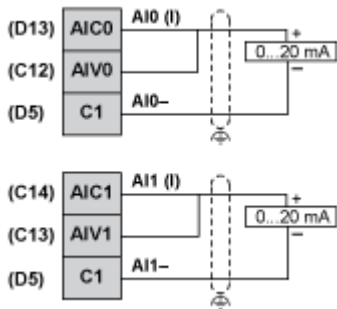 (D13) AIC0 AI0 (I)
+
0...20 mA
(C12) AIV0
–
(D5) C1 AI0–
(C14) AIC1 AI1 (I)
+
0...20 mA
(C13) AIV1
–
(D5) C1 AI1–